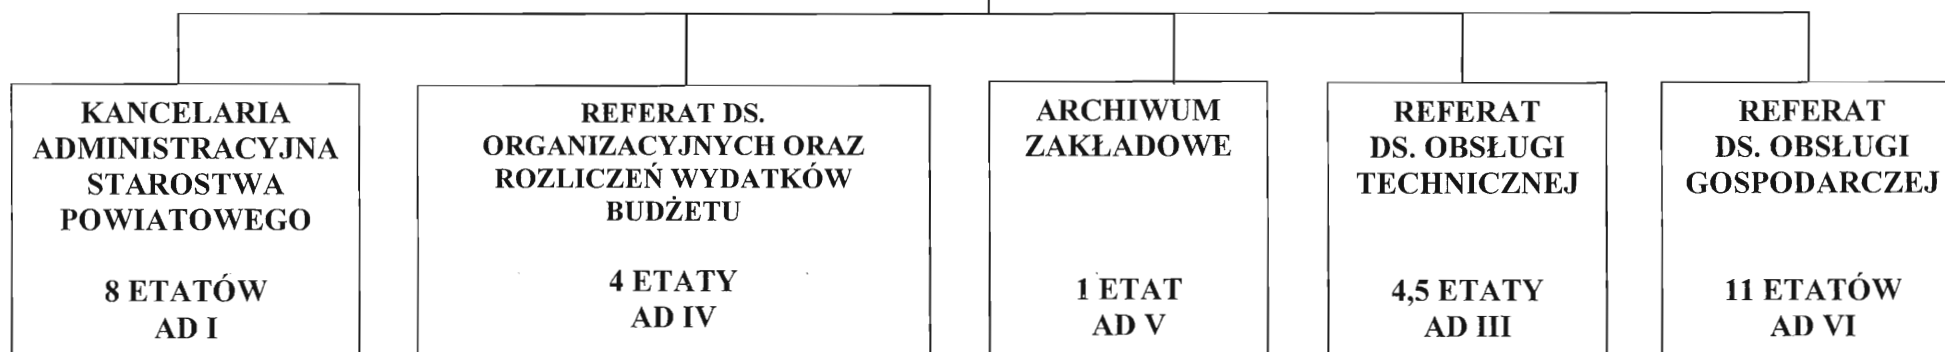 KANCELARIA
ADMINISTRACYJNA
STAROSTWA
POWIATOWEGO
8 ETATÓW
AD I
REFERAT DS.
ORGANIZACYJNYCH ORAZ
ROZLICZEŃ WYDATKÓW
BUDŻETU
4 ETATY
AD IV
ARCHIWUM
ZAKŁADOWE
1 ETAT
AD V
REFERAT
DS. OBSŁUGI
TECHNICZNEJ
4,5 ETATY
AD III
REFERAT
DS. OBSŁUGI
GOSPODARCZEJ
11 ETATÓW
AD VI